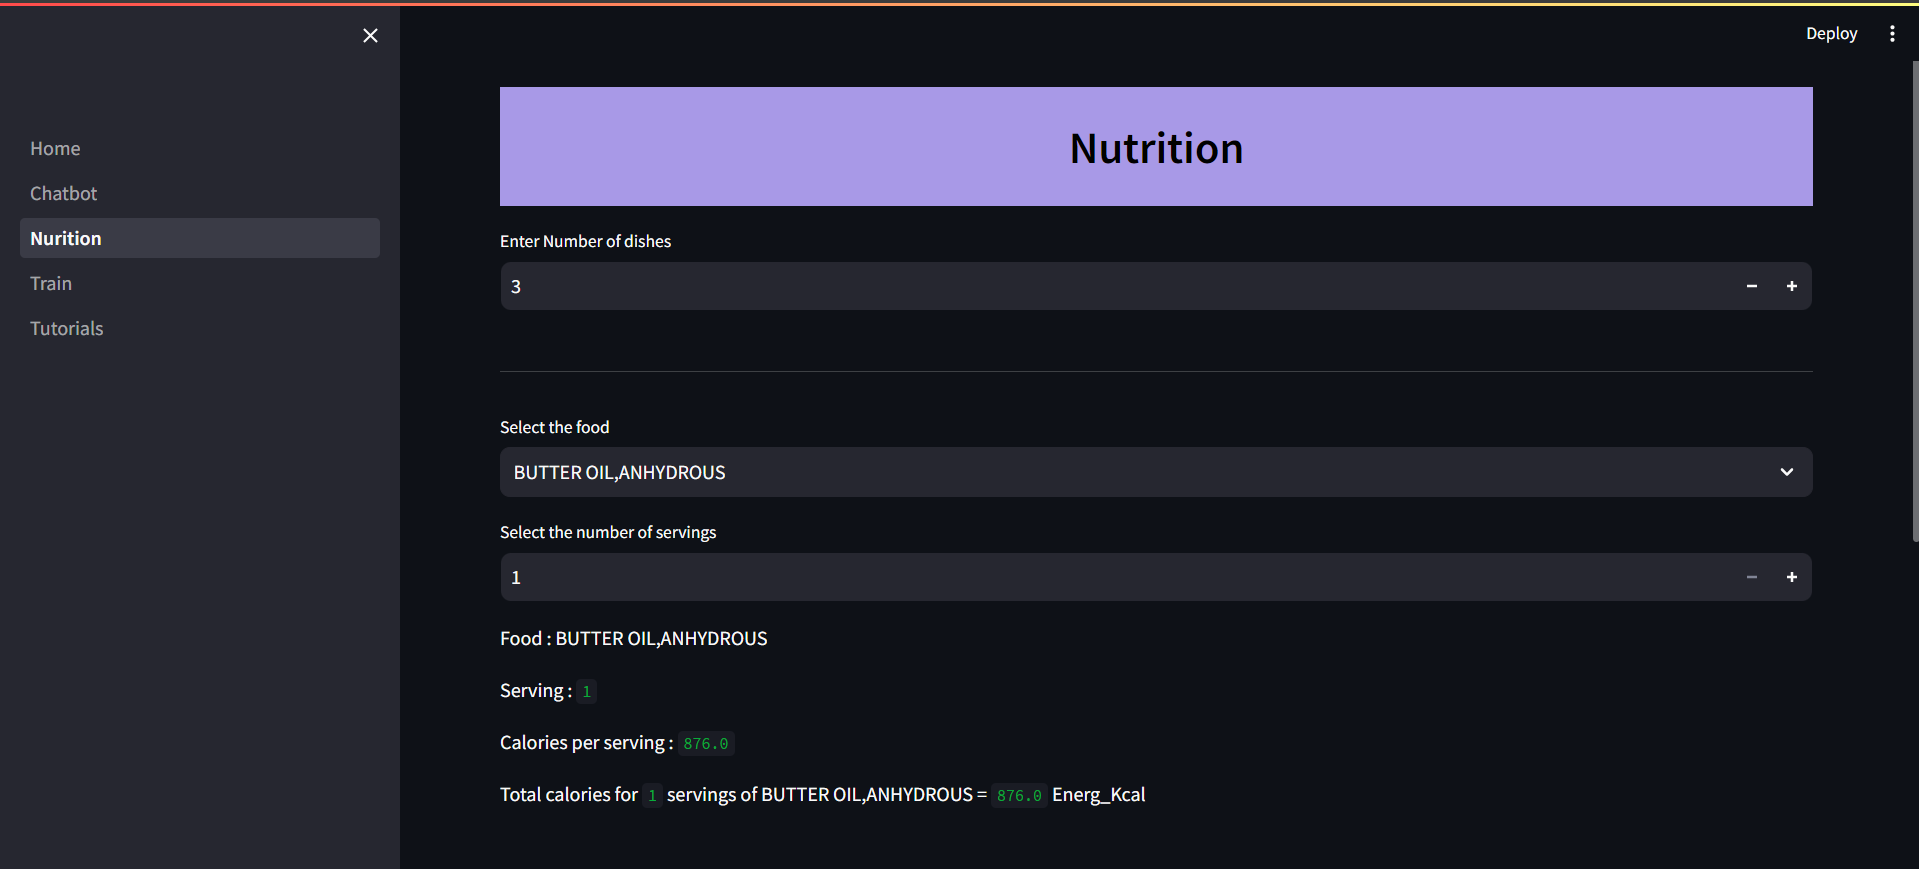 Deploy
Home
Chatbot
Nurition
Train
Tutorials
Nutrition
Enter Number of dishes
3
Select the food
BUTTER OIL,ANHYDROUS
Select the number of servings
1
Food : BUTTER OIL,ANHYDROUS
Serving : 1
Calories per serving : 876.0
Total calories for 1 servings of BUTTER OIL,ANHYDROUS = 876.0 Energ_Kcal